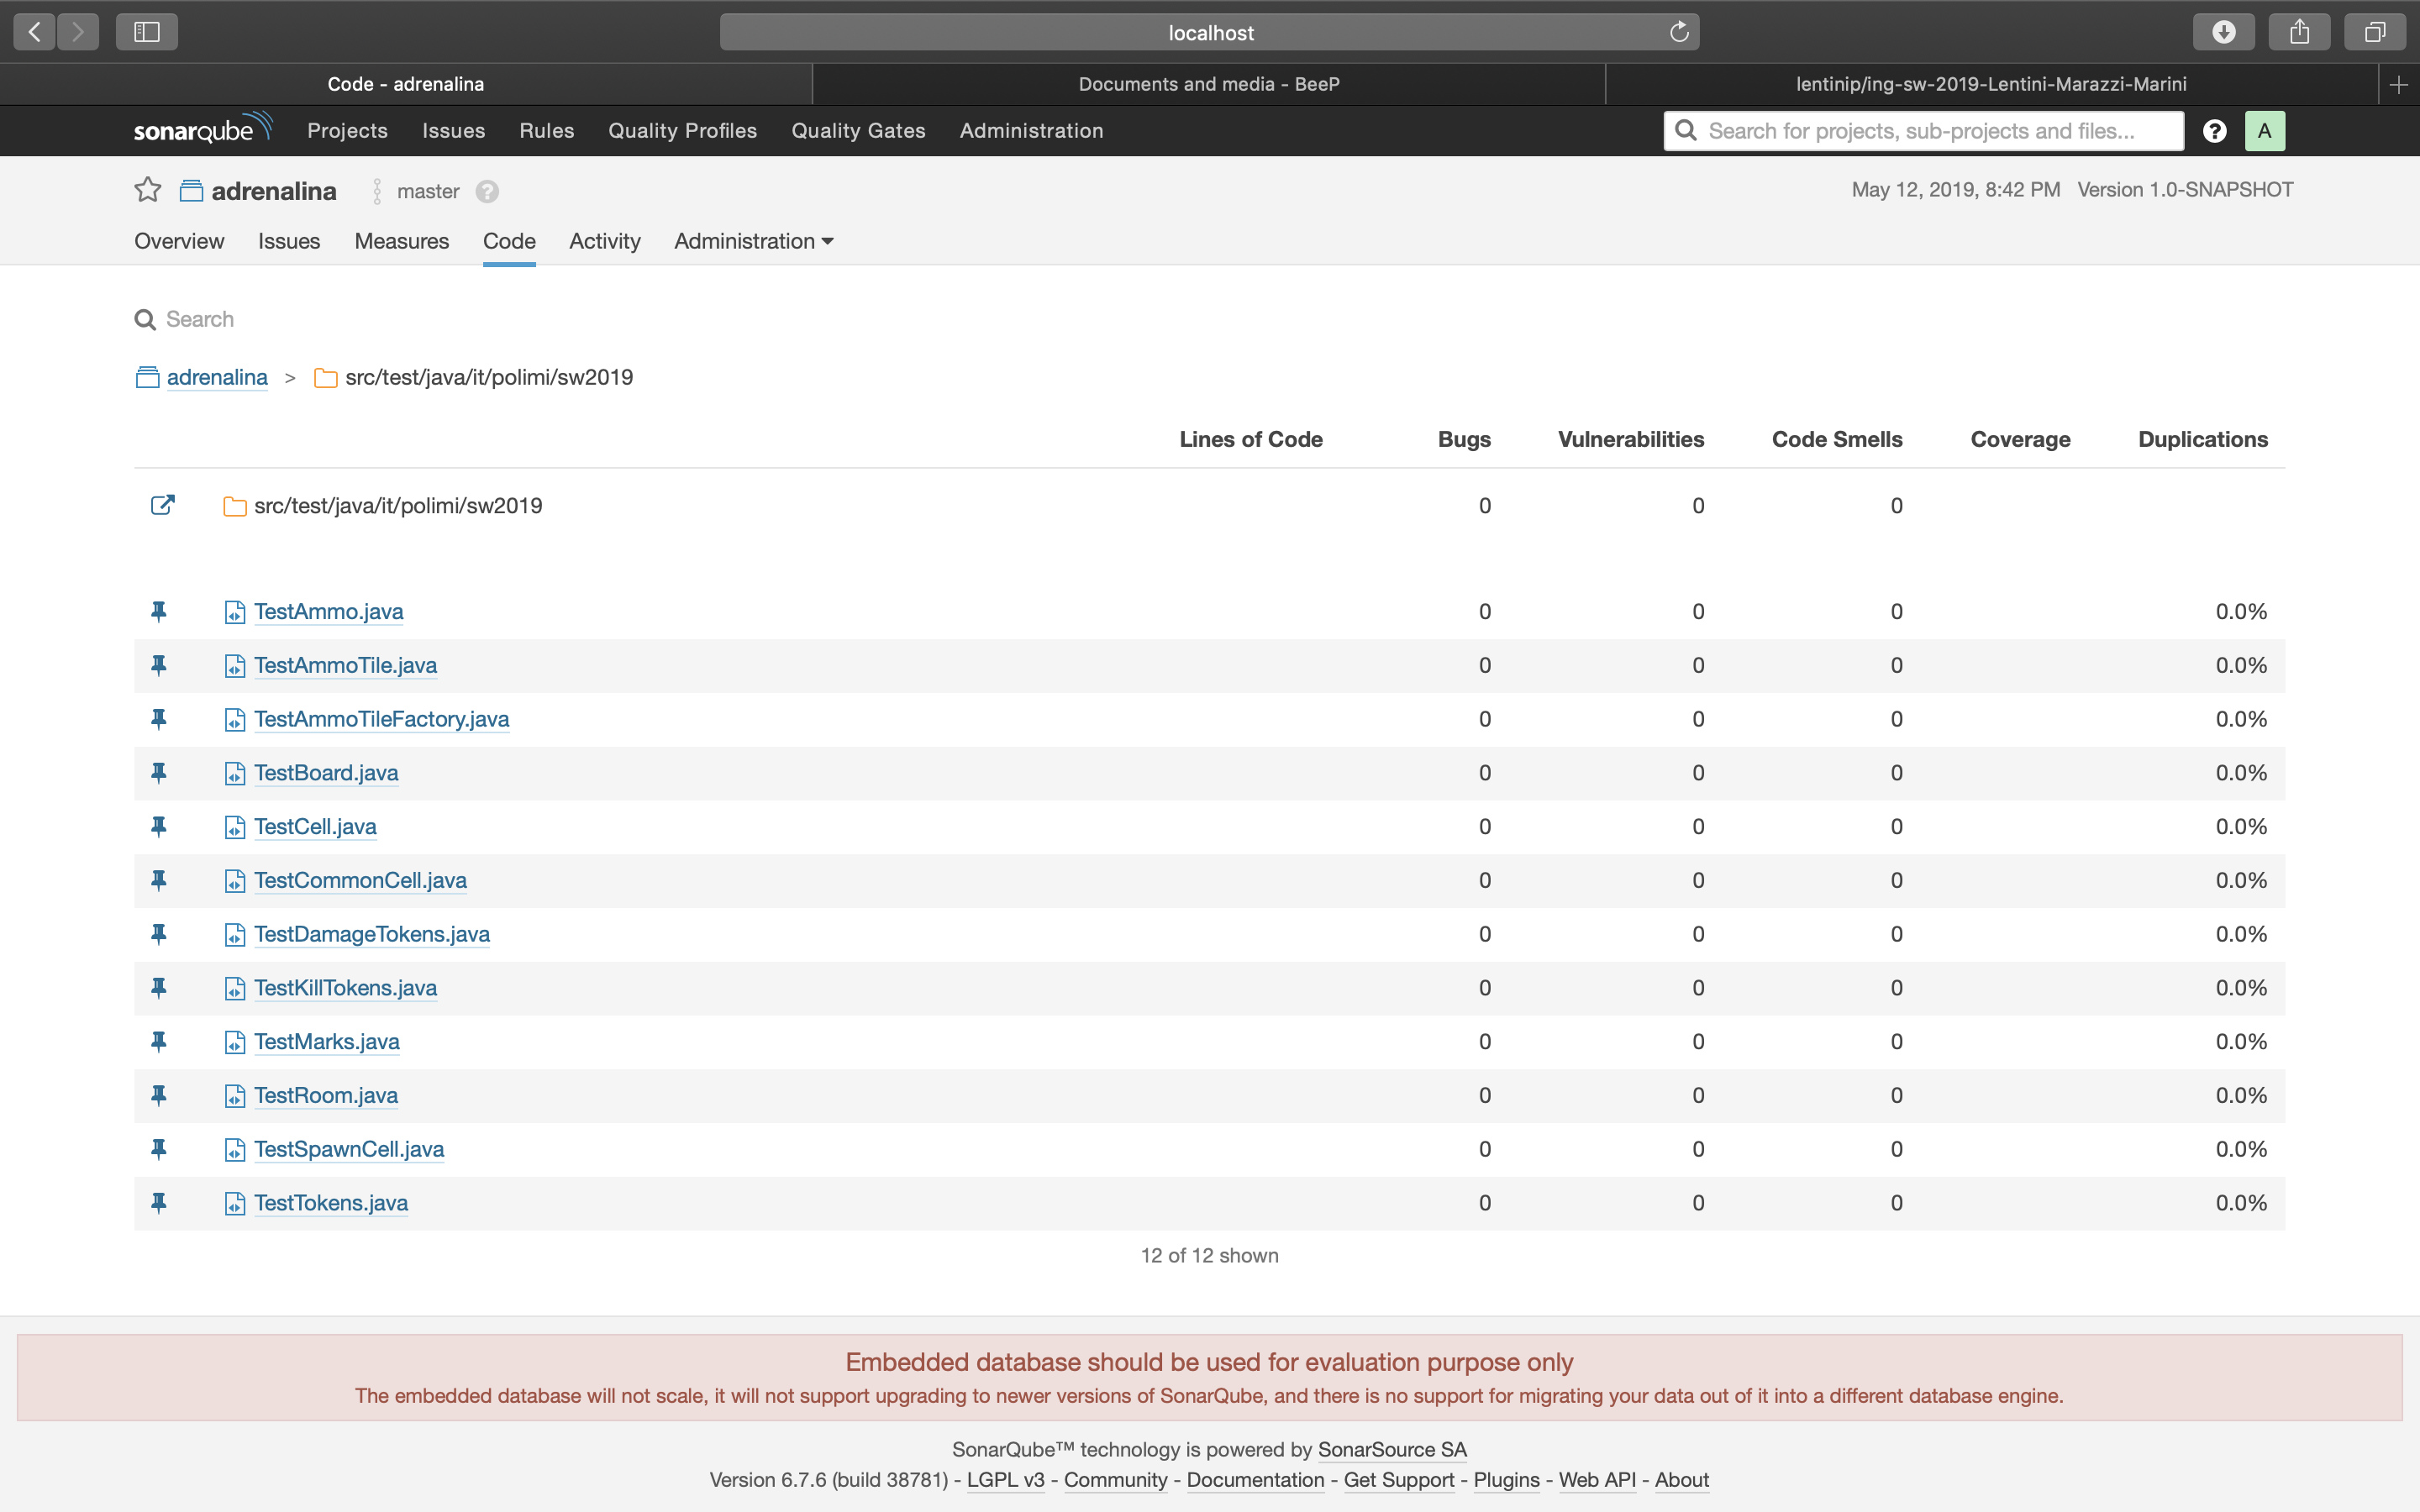 localhost
Code - adrenalina
Documents and media - BeeP
lentinip/ing-sw-2019-Lentini-Marazzi-Marini
sonarqube Projects Issues Rules Quality Profiles Quality Gates Administration Search for projects, sub-projects and files... ? A
adrenalina master ? May 12, 2019, 8:42 PM Version 1.0-SNAPSHOT
Overview Issues Measures Code Activity Administration
Search
adrenalina > src/test/java/it/polimi/sw2019
Lines of Code Bugs Vulnerabilities Code Smells Coverage Duplications
src/test/java/it/polimi/sw2019 0 0 0
TestAmmo.java 0 0 0 0.0%
TestAmmoTile.java 0 0 0 0.0%
TestAmmoTileFactory.java 0 0 0 0.0%
TestBoard.java 0 0 0 0.0%
TestCell.java 0 0 0 0.0%
TestCommonCell.java 0 0 0 0.0%
TestDamageTokens.java 0 0 0 0.0%
TestKillTokens.java 0 0 0 0.0%
TestMarks.java 0 0 0 0.0%
TestRoom.java 0 0 0 0.0%
TestSpawnCell.java 0 0 0 0.0%
TestTokens.java 0 0 0 0.0%
12 of 12 shown
Embedded database should be used for evaluation purpose only
The embedded database will not scale, it will not support upgrading to newer versions of SonarQube, and there is no support for migrating your data out of it into a different database engine.
SonarQube™ technology is powered by SonarSource SA
Version 6.7.6 (build 38781) - LGPL v3 - Community - Documentation - Get Support - Plugins - Web API - About